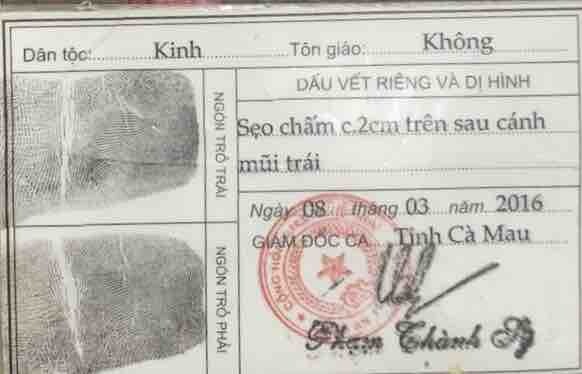 Dân tộc: Kinh Tôn giáo: Không
NGÓN TRỎ TRÁI
NGÓN TRỎ PHẢI
DẤU VẾT RIÊNG VÀ DỊ HÌNH
Sẹo chấm c.2cm trên sau cánh
mũi trái
Ngày 08 tháng 03 năm 2016
GIÁM ĐỐC CA Tỉnh Cà Mau
Phạm Thành